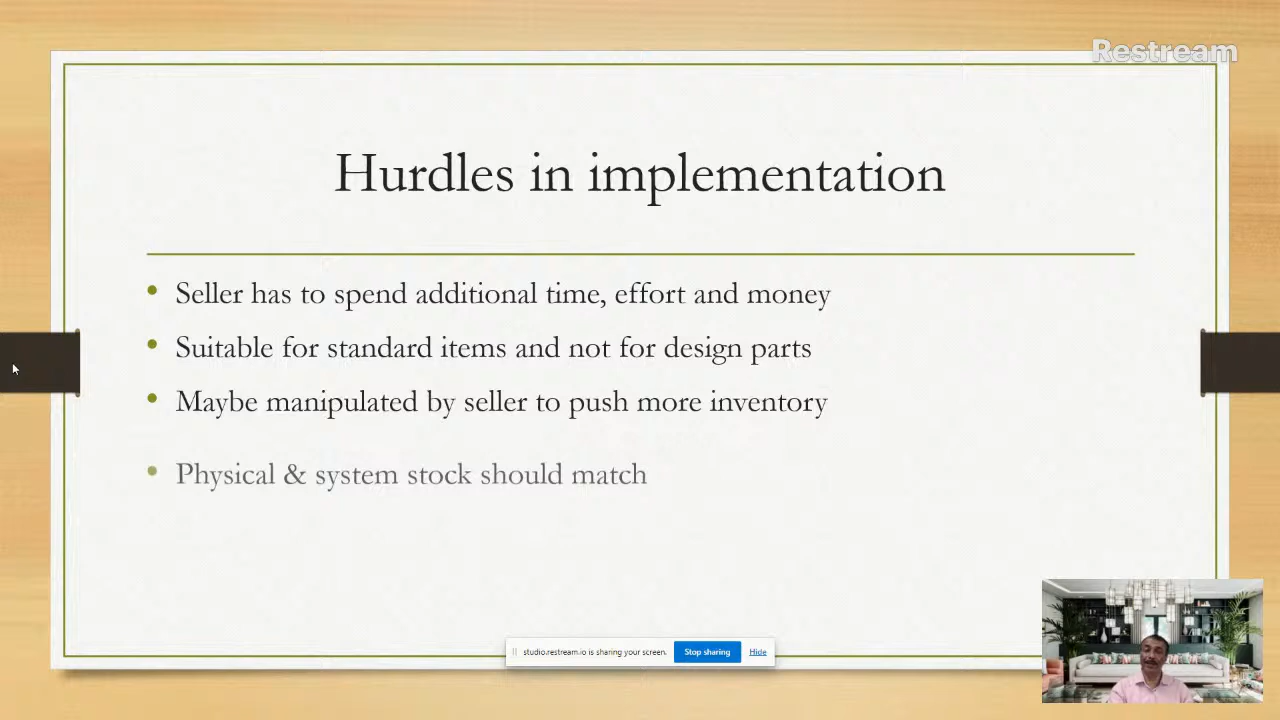 Restream
Hurdles in implementation
• Seller has to spend additional time, effort and money
• Suitable for standard items and not for design parts
• Maybe manipulated by seller to push more inventory
• Physical & system stock should match
studio.restream.io is sharing your screen.
Stop sharing
Hide